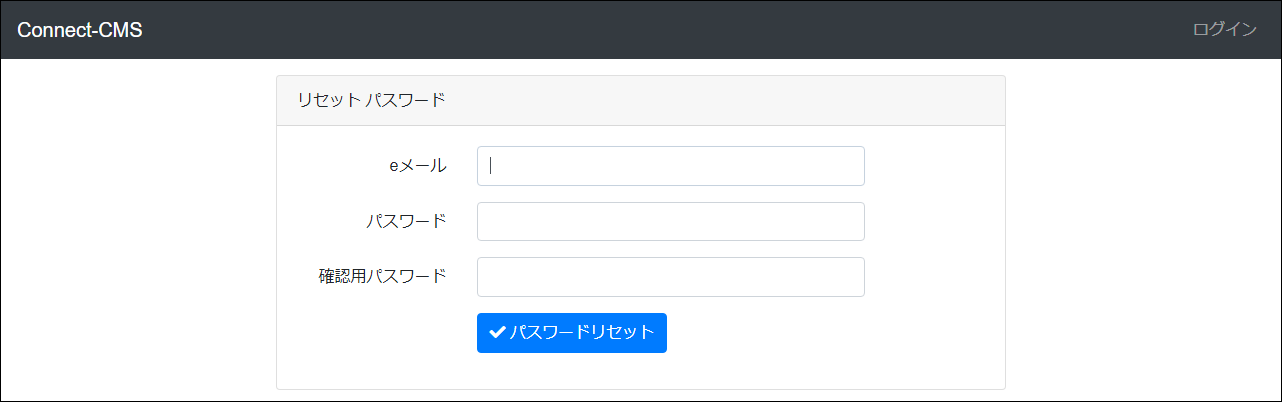 Connect-CMS
ログイン
リセット パスワード
eメール
パスワード
確認用パスワード
パスワードリセット